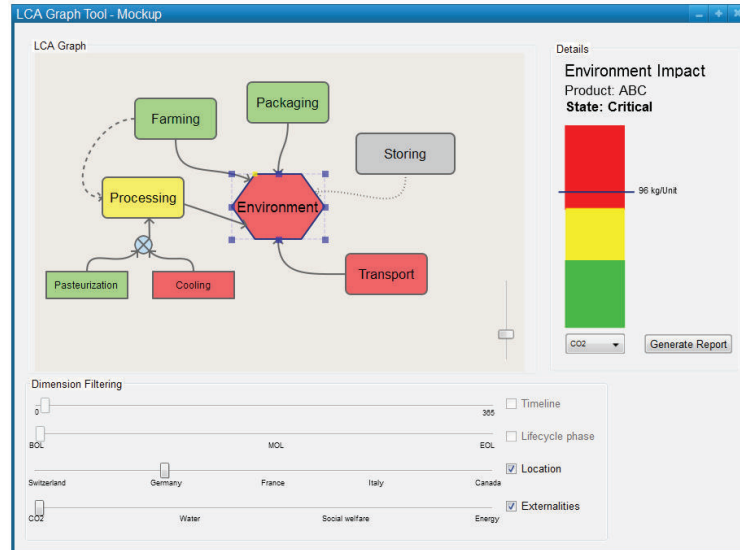 LCA Graph Tool - Mockup
LCA Graph
Farming
Packaging
Storing
Processing
Environment
Pasteurization
Cooling
Transport
Details
Environment Impact
Product: ABC
State: Critical
96 kg/Unit
CO2
Generate Report
Dimension Filtering
0 365 Timeline
BOL MOL EOL Lifecycle phase
Switzerland Germany France Italy Canada Location
CO2 Water Social welfare Energy Externalities